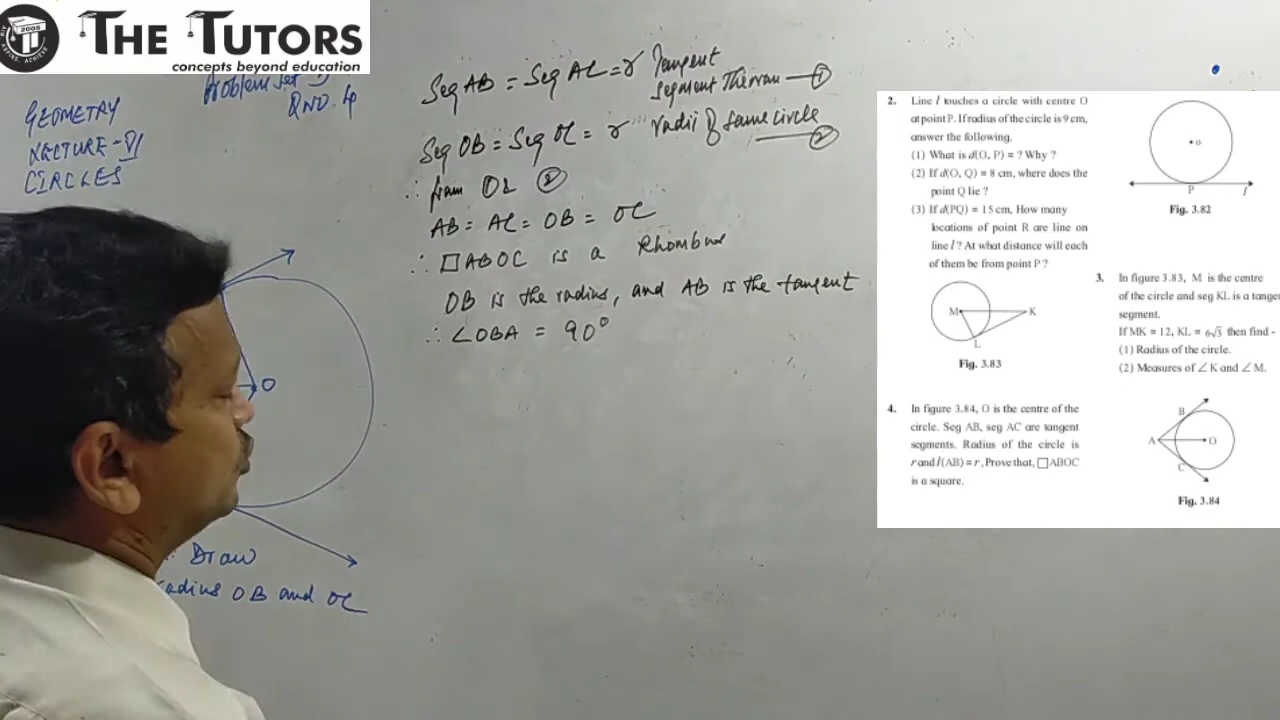 2005
THE TUTORS
concepts beyond education
Problem set
QNO. 4
GEOMETRY
LECTURE - VI
CIRCLES
O
Draw
radius OB and OC
Seg AB = Seg AC = r Tangent
segment Theorem — ①
Seg OB = Seg OC = r radii of same circle
— ②
∴ from ②
AB = AC = OB = OC
∴ □ABOC is a Rhombus
OB is the radius, and AB is the tangent
∴ ∠OBA = 90°
2. Line l touches a circle with centre O
at point P. If radius of the circle is 9 cm,
answer the following.
(1) What is d(O, P) = ? Why ?
(2) If d(O, Q) = 8 cm, where does the
point Q lie ?
(3) If d(PQ) = 15 cm, How many
locations of point R are line on
line l ? At what distance will each
of them be from point P ?
O
P
l
Fig. 3.82
M
K
L
Fig. 3.83
3. In figure 3.83, M is the centre
of the circle and seg KL is a tange
segment.
If MK = 12, KL = 6√3 then find -
(1) Radius of the circle.
(2) Measures of ∠K and ∠M.
4. In figure 3.84, O is the centre of the
circle. Seg AB, seg AC are tangent
segments. Radius of the circle is
r and l(AB) = r, Prove that, □ABOC
is a square.
B
A
O
C
Fig. 3.84